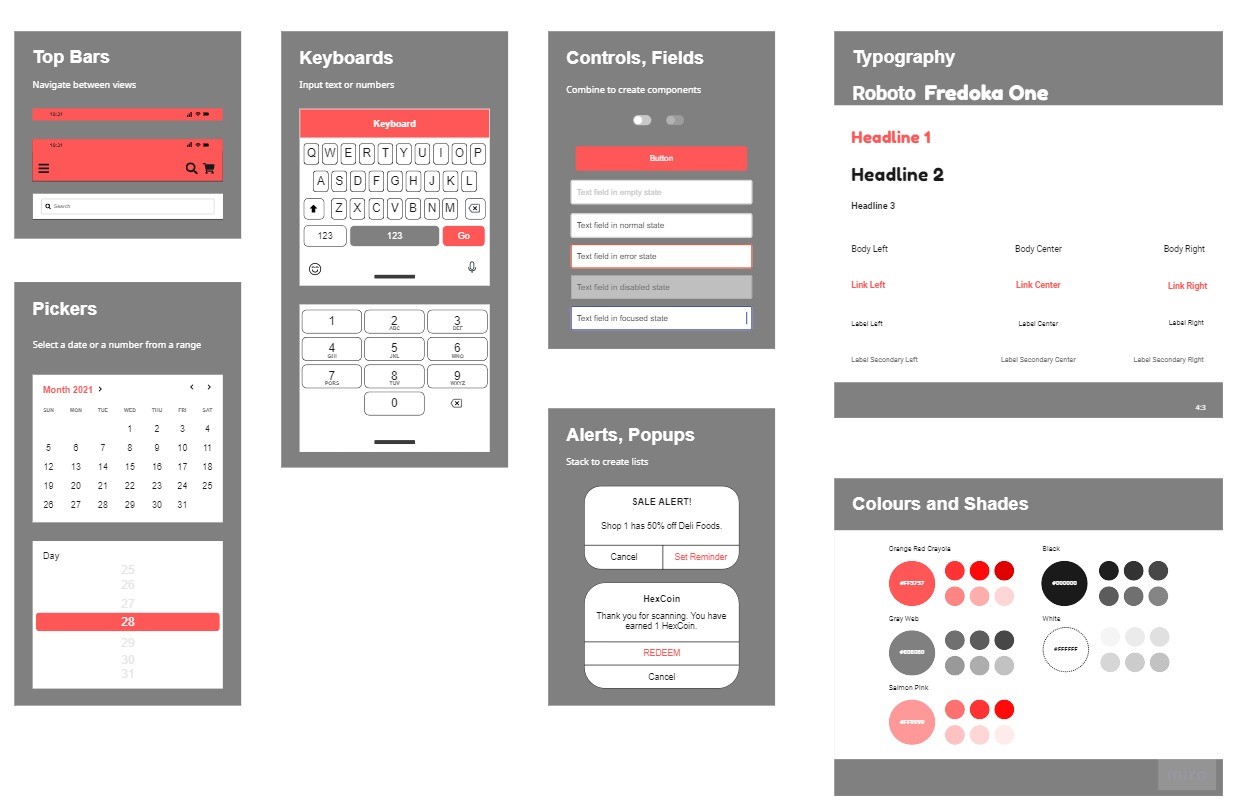 Top Bars
Navigate between views
10:21
10:21
Search
Pickers
Select a date or a number from a range
Month 2021
SUN MON TUE WED THU FRI SAT
1 2 3 4
5 6 7 8 9 10 11
12 13 14 15 16 17 18
19 20 21 22 23 24 25
26 27 28 29 30 31
Day
25
26
27
28
29
30
31
Keyboards
Input text or numbers
Keyboard
Q W E R T Y U I O P
A S D F G H J K L
Z X C V B N M
123 123 Go
1 2 3
ABC DEF
4 5 6
GHI JKL MNO
7 8 9
PQRS TUV WXYZ
0
Controls, Fields
Combine to create components
Button
Text field in empty state
Text field in normal state
Text field in error state
Text field in disabled state
Text field in focused state
Alerts, Popups
Stack to create lists
SALE ALERT!
Shop 1 has 50% off Deli Foods.
Cancel Set Reminder
HexCoin
Thank you for scanning. You have
earned 1 HexCoin.
REDEEM
Cancel
Typography
Roboto Fredoka One
Headline 1
Headline 2
Headline 3
Body Left Body Center Body Right
Link Left Link Center Link Right
Label Left Label Center Label Right
Label Secondary Left Label Secondary Center Label Secondary Right
4:3
Colours and Shades
Orange Red Crayola Black
#FF5757 #000000
Gray Web White
#808080 #FFFFFF
Salmon Pink
#FF9999